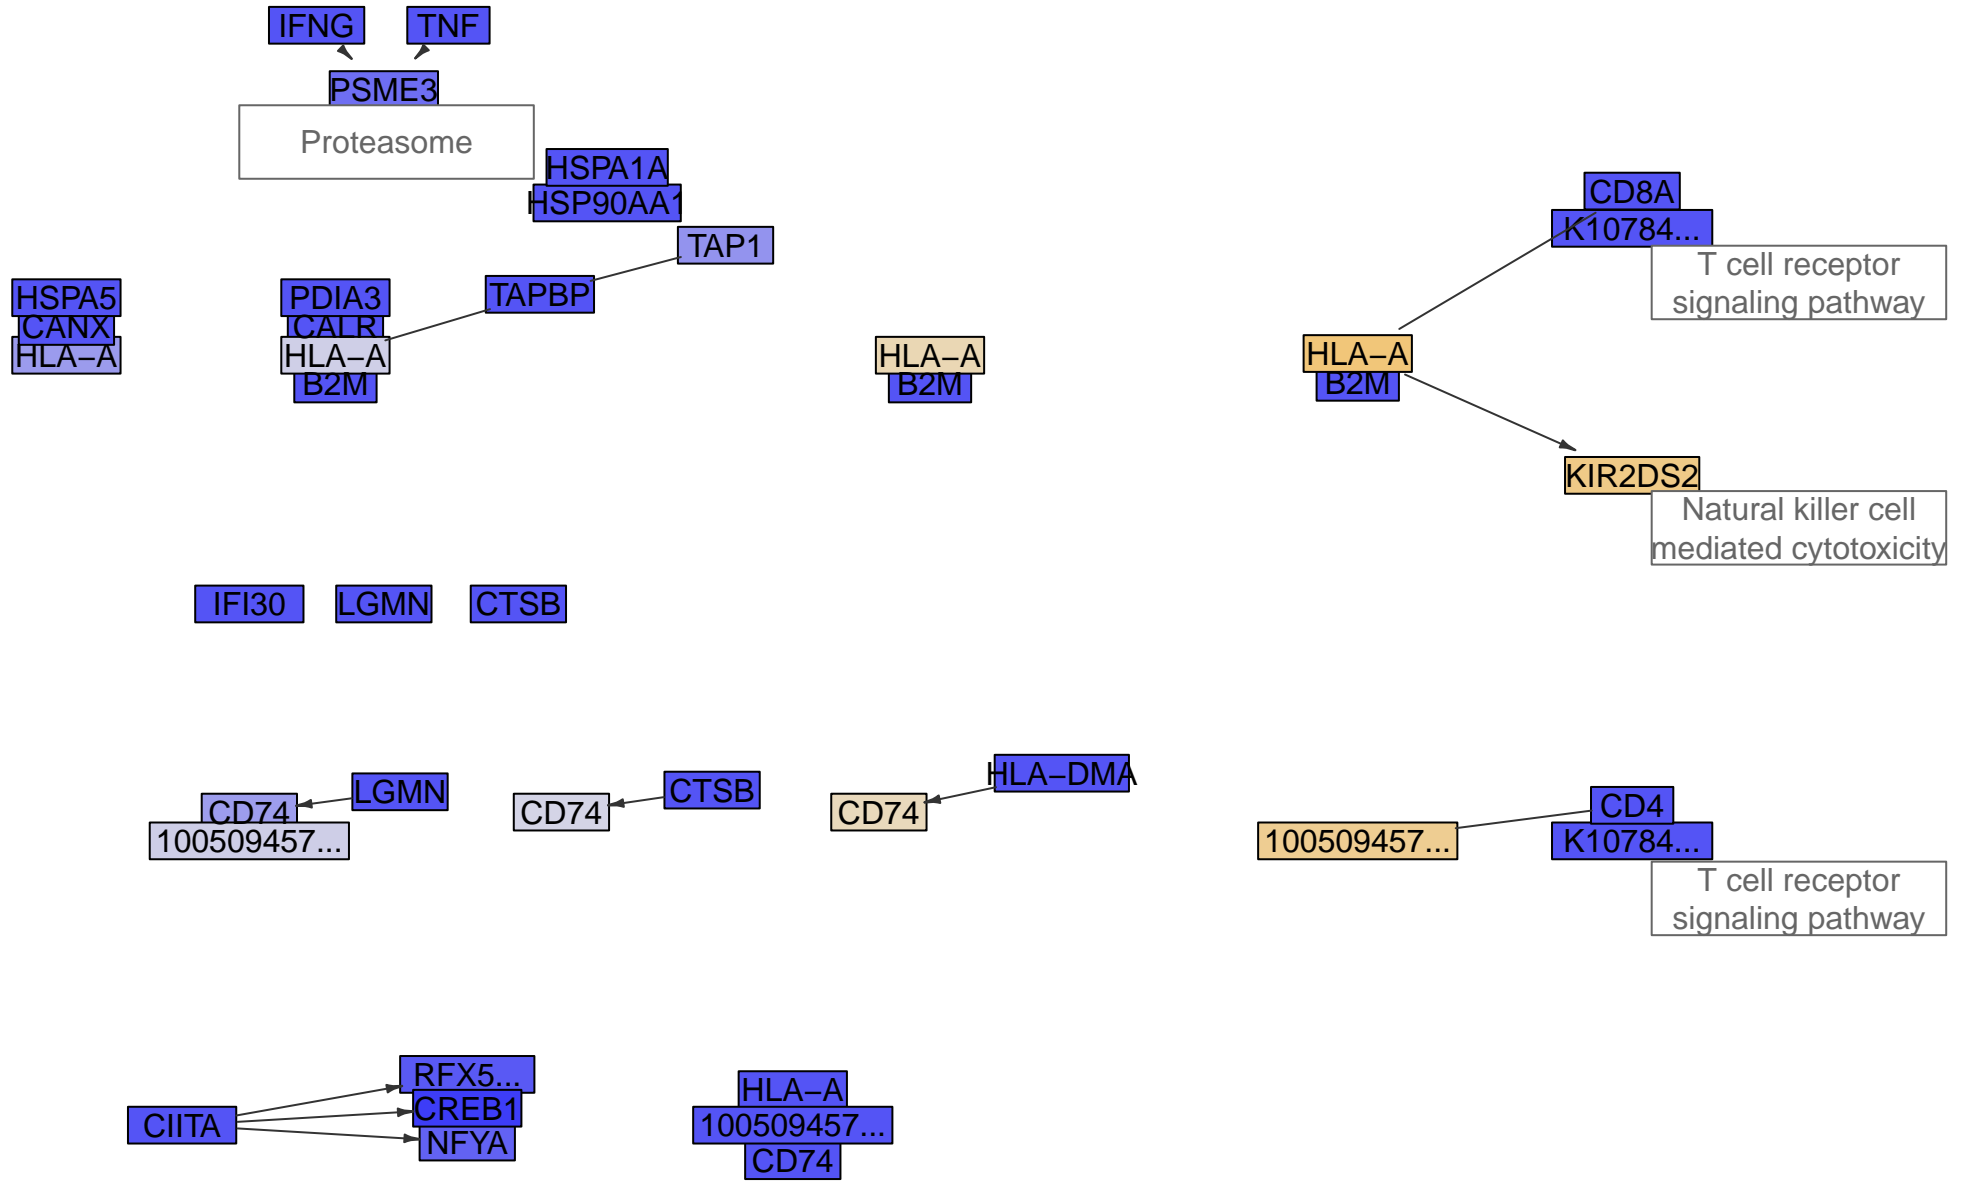 IFNG
TNF
PSME3
Proteasome
HSPA1A
HSP90AA1
TAP1
TAPBP
CD8A
K10784...
T cell receptor
signaling pathway
HSPA5
CANX
HLA−A
PDIA3
CALR
HLA−A
B2M
HLA−A
B2M
HLA−A
B2M
KIR2DS2
Natural killer cell
mediated cytotoxicity
IFI30
LGMN
CTSB
LGMN
CD74
100509457...
CTSB
CD74
HLA−DMA
CD74
100509457...
CD4
K10784...
T cell receptor
signaling pathway
CIITA
RFX5...
CREB1
NFYA
HLA−A
100509457...
CD74